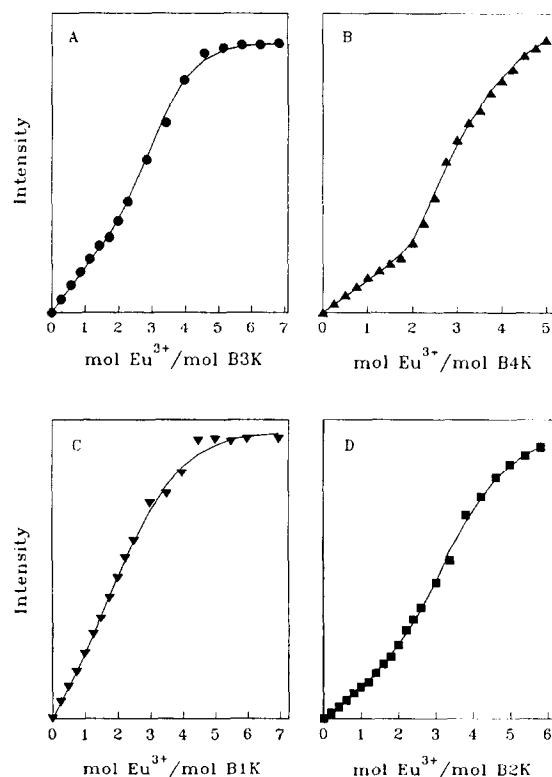 A
B
Intensity
0 1 2 3 4 5 6 7
0 1 2 3 4 5
mol Eu³⁺/mol B3K
mol Eu³⁺/mol B4K
C
D
Intensity
0 1 2 3 4 5 6 7
0 1 2 3 4 5 6
mol Eu³⁺/mol B1K
mol Eu³⁺/mol B2K